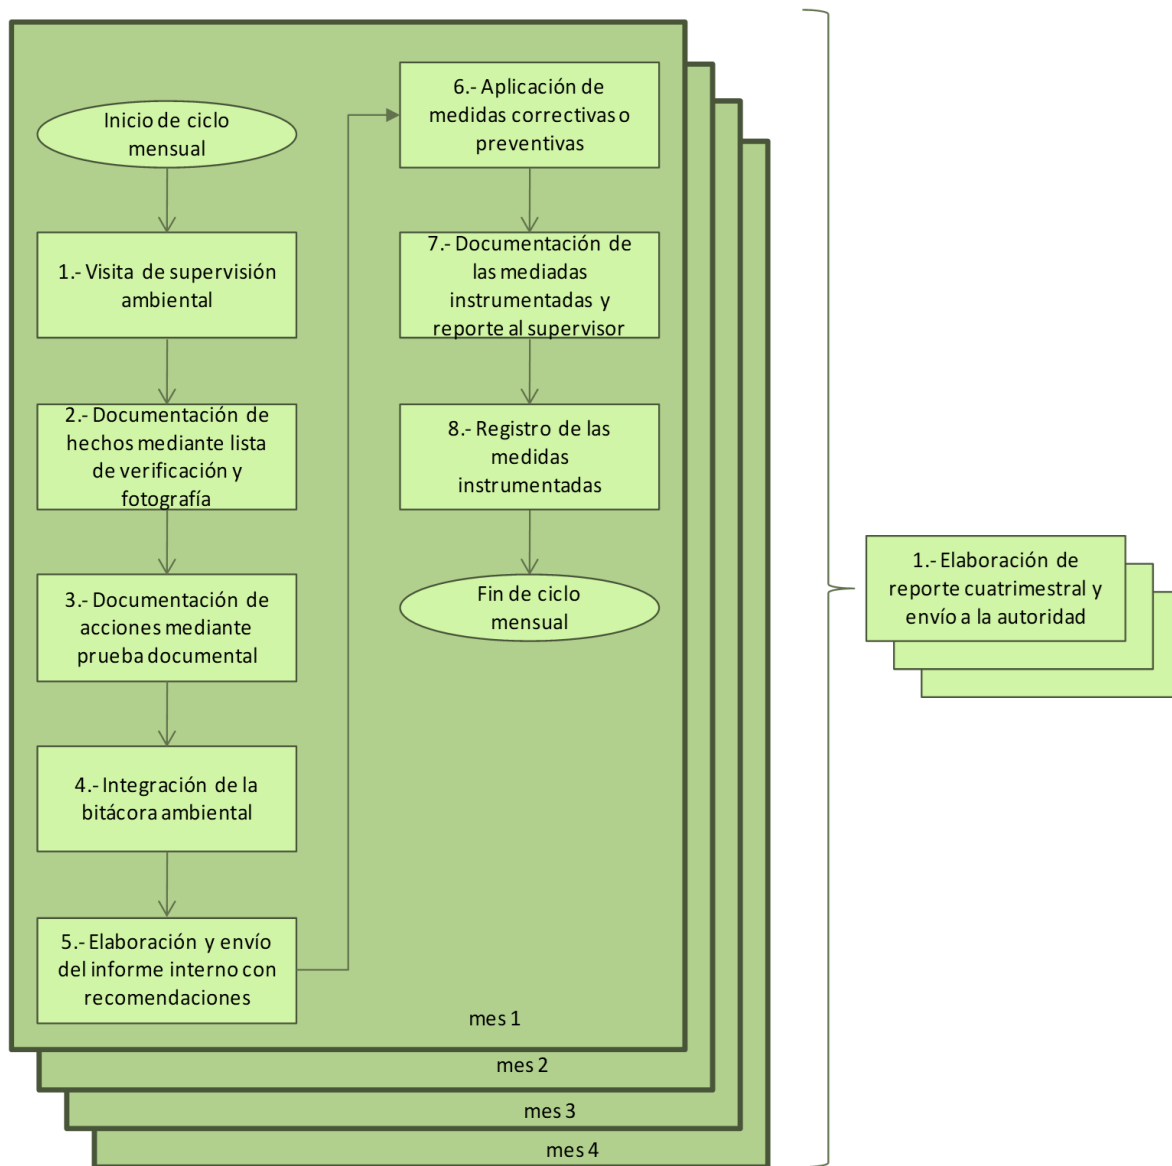 Inicio de ciclo
mensual
1.- Visita de supervisión
ambiental
2.- Documentación de
hechos mediante lista
de verificación y
fotografía
3.- Documentación de
acciones mediante
prueba documental
4.- Integración de la
bitácora ambiental
5.- Elaboración y envío
del informe interno con
recomendaciones
6.- Aplicación de
medidas correctivas o
preventivas
7.- Documentación de
las mediadas
instrumentadas y
reporte al supervisor
8.- Registro de las
medidas
instrumentadas
Fin de ciclo
mensual
mes 1
mes 2
mes 3
mes 4
1.- Elaboración de
reporte cuatrimestral y
envío a la autoridad